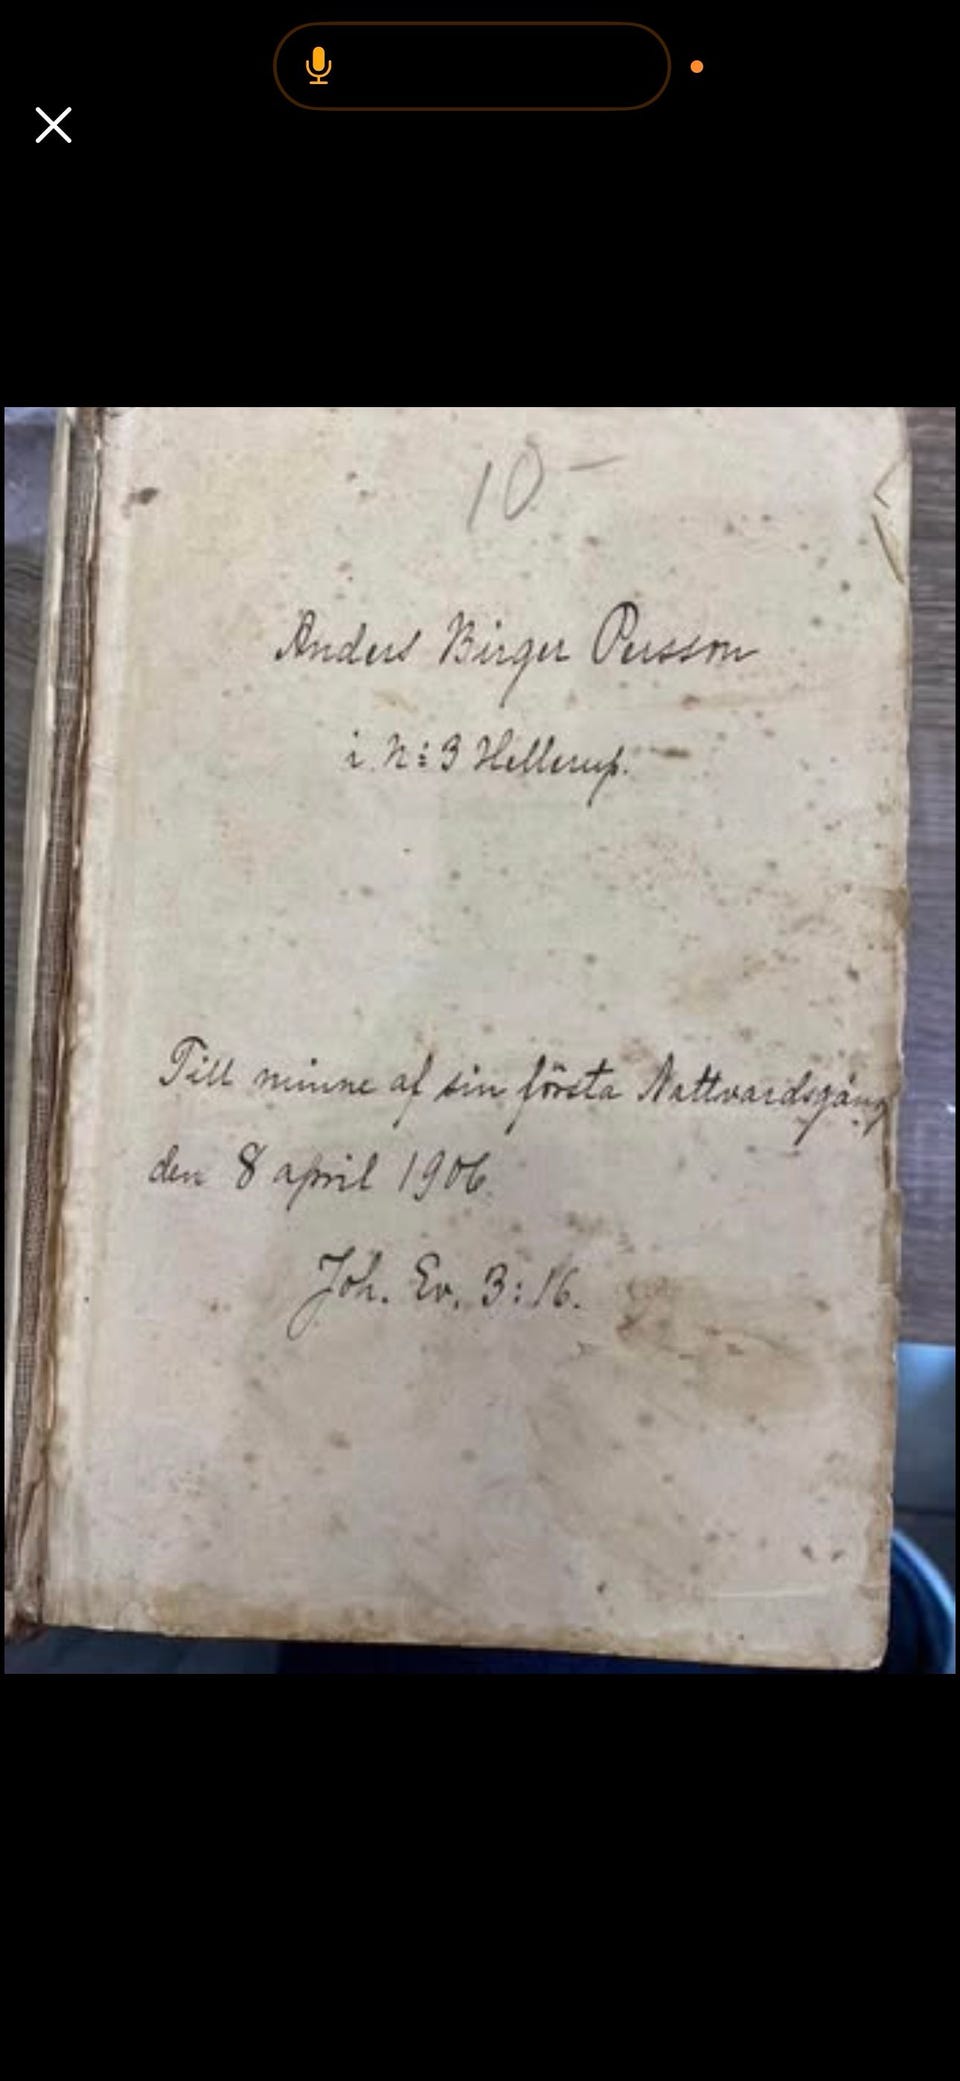 10 –
Anders Birger Persson
i N:3 Hellerup.
Till minne af sin första Nattvardsgång
den 8 april 1906.
Joh. Ev. 3:16.